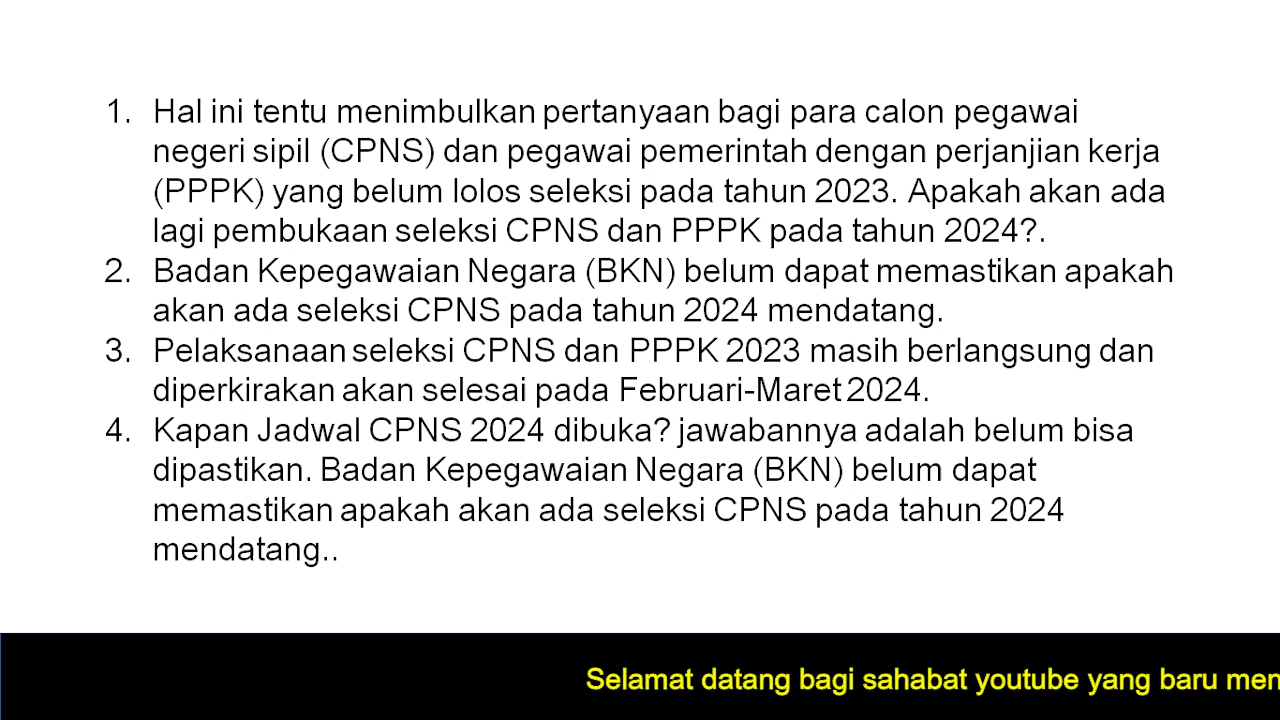 1. Hal ini tentu menimbulkan pertanyaan bagi para calon pegawai
negeri sipil (CPNS) dan pegawai pemerintah dengan perjanjian kerja
(PPPK) yang belum lolos seleksi pada tahun 2023. Apakah akan ada
lagi pembukaan seleksi CPNS dan PPPK pada tahun 2024?.
2. Badan Kepegawaian Negara (BKN) belum dapat memastikan apakah
akan ada seleksi CPNS pada tahun 2024 mendatang.
3. Pelaksanaan seleksi CPNS dan PPPK 2023 masih berlangsung dan
diperkirakan akan selesai pada Februari-Maret 2024.
4. Kapan Jadwal CPNS 2024 dibuka? jawabannya adalah belum bisa
dipastikan. Badan Kepegawaian Negara (BKN) belum dapat
memastikan apakah akan ada seleksi CPNS pada tahun 2024
mendatang..
Selamat datang bagi sahabat youtube yang baru men